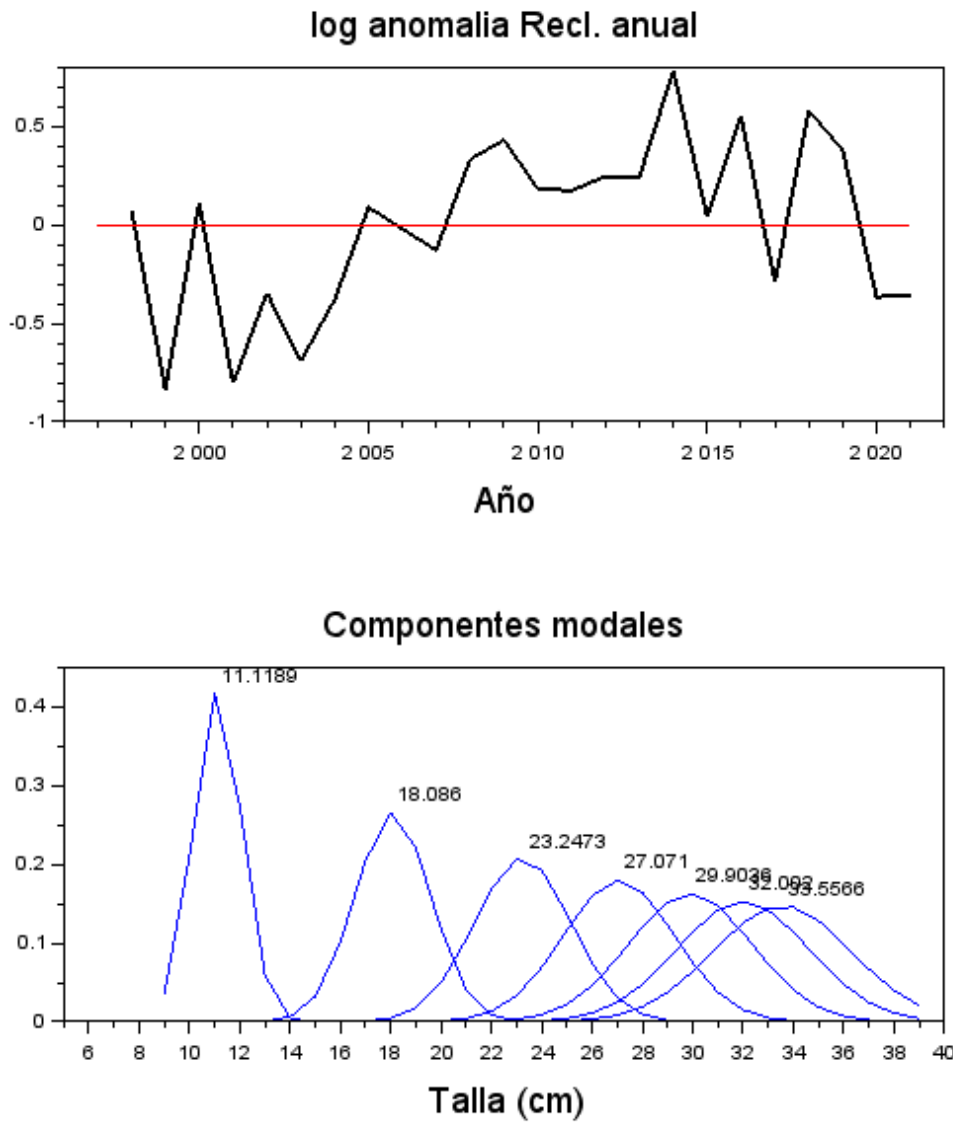 log anomalia Recl. anual
0.5
0
-0.5
-1
2 000 2 005 2 010 2 015 2 020
Año
Componentes modales
11.1189
18.086
23.2473
27.071
29.9036
32.092
33.5566
0.4
0.3
0.2
0.1
0
6 8 10 12 14 16 18 20 22 24 26 28 30 32 34 36 38 40
Talla (cm)